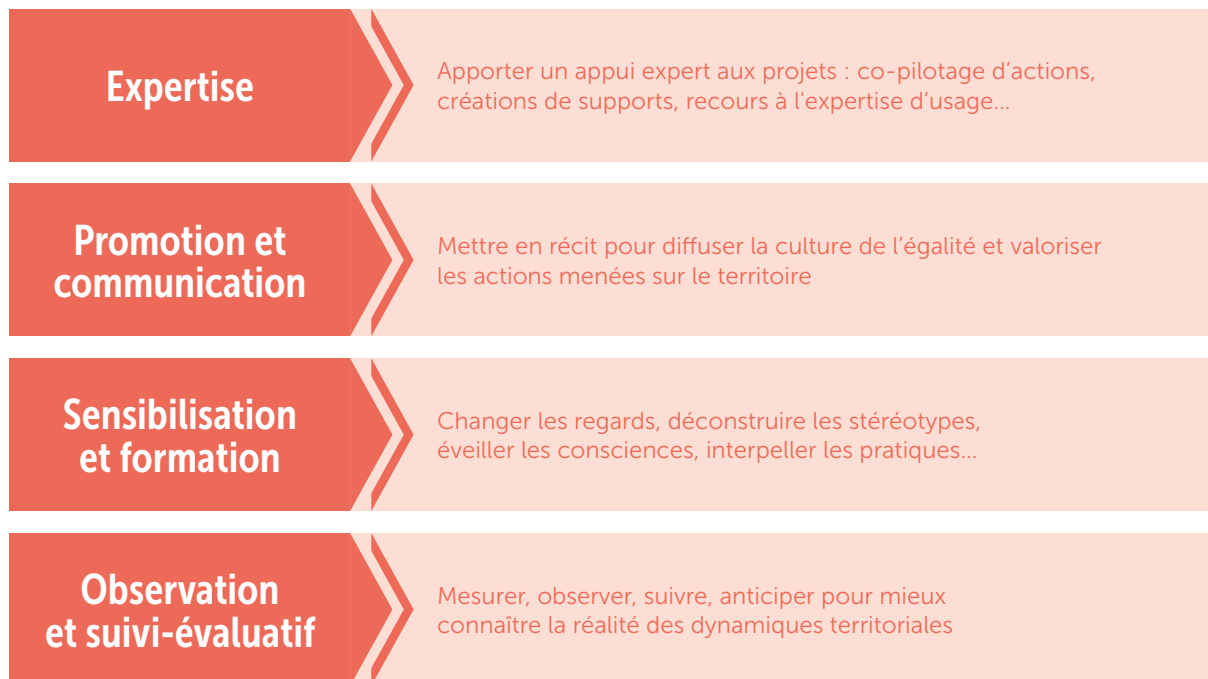 Expertise
Apporter un appui expert aux projets : co-pilotage d’actions,
créations de supports, recours à l'expertise d’usage...
Promotion et
communication
Mettre en récit pour diffuser la culture de l’égalité et valoriser
les actions menées sur le territoire
Sensibilisation
et formation
Changer les regards, déconstruire les stéréotypes,
éveiller les consciences, interpeller les pratiques...
Observation
et suivi-évaluatif
Mesurer, observer, suivre, anticiper pour mieux
connaître la réalité des dynamiques territoriales